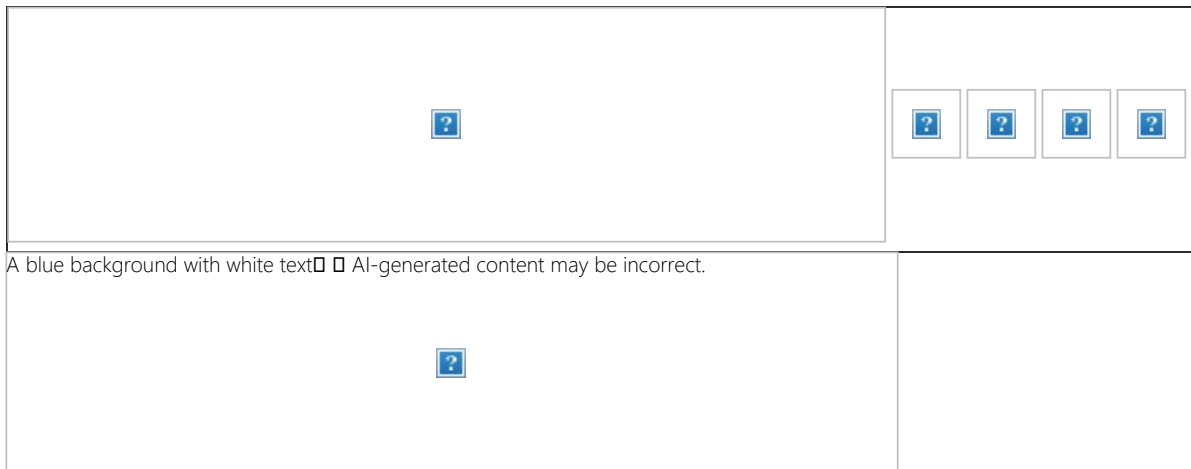 A blue background with white text▯ ▯ AI-generated content may be incorrect.